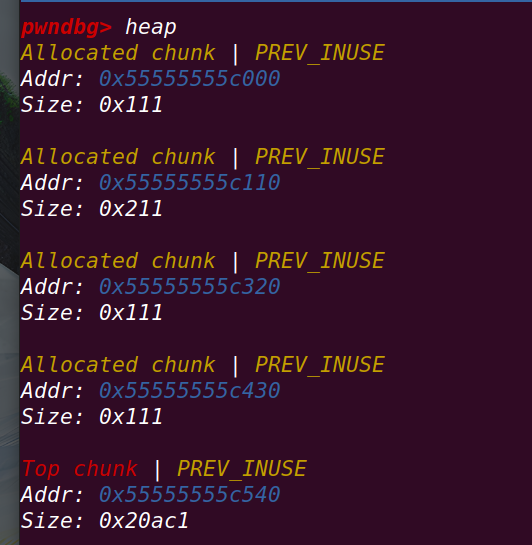 pwndbg> heap
Allocated chunk | PREV_INUSE
Addr: 0x55555555c000
Size: 0x111
Allocated chunk | PREV_INUSE
Addr: 0x55555555c110
Size: 0x211
Allocated chunk | PREV_INUSE
Addr: 0x55555555c320
Size: 0x111
Allocated chunk | PREV_INUSE
Addr: 0x55555555c430
Size: 0x111
Top chunk | PREV_INUSE
Addr: 0x55555555c540
Size: 0x20ac1